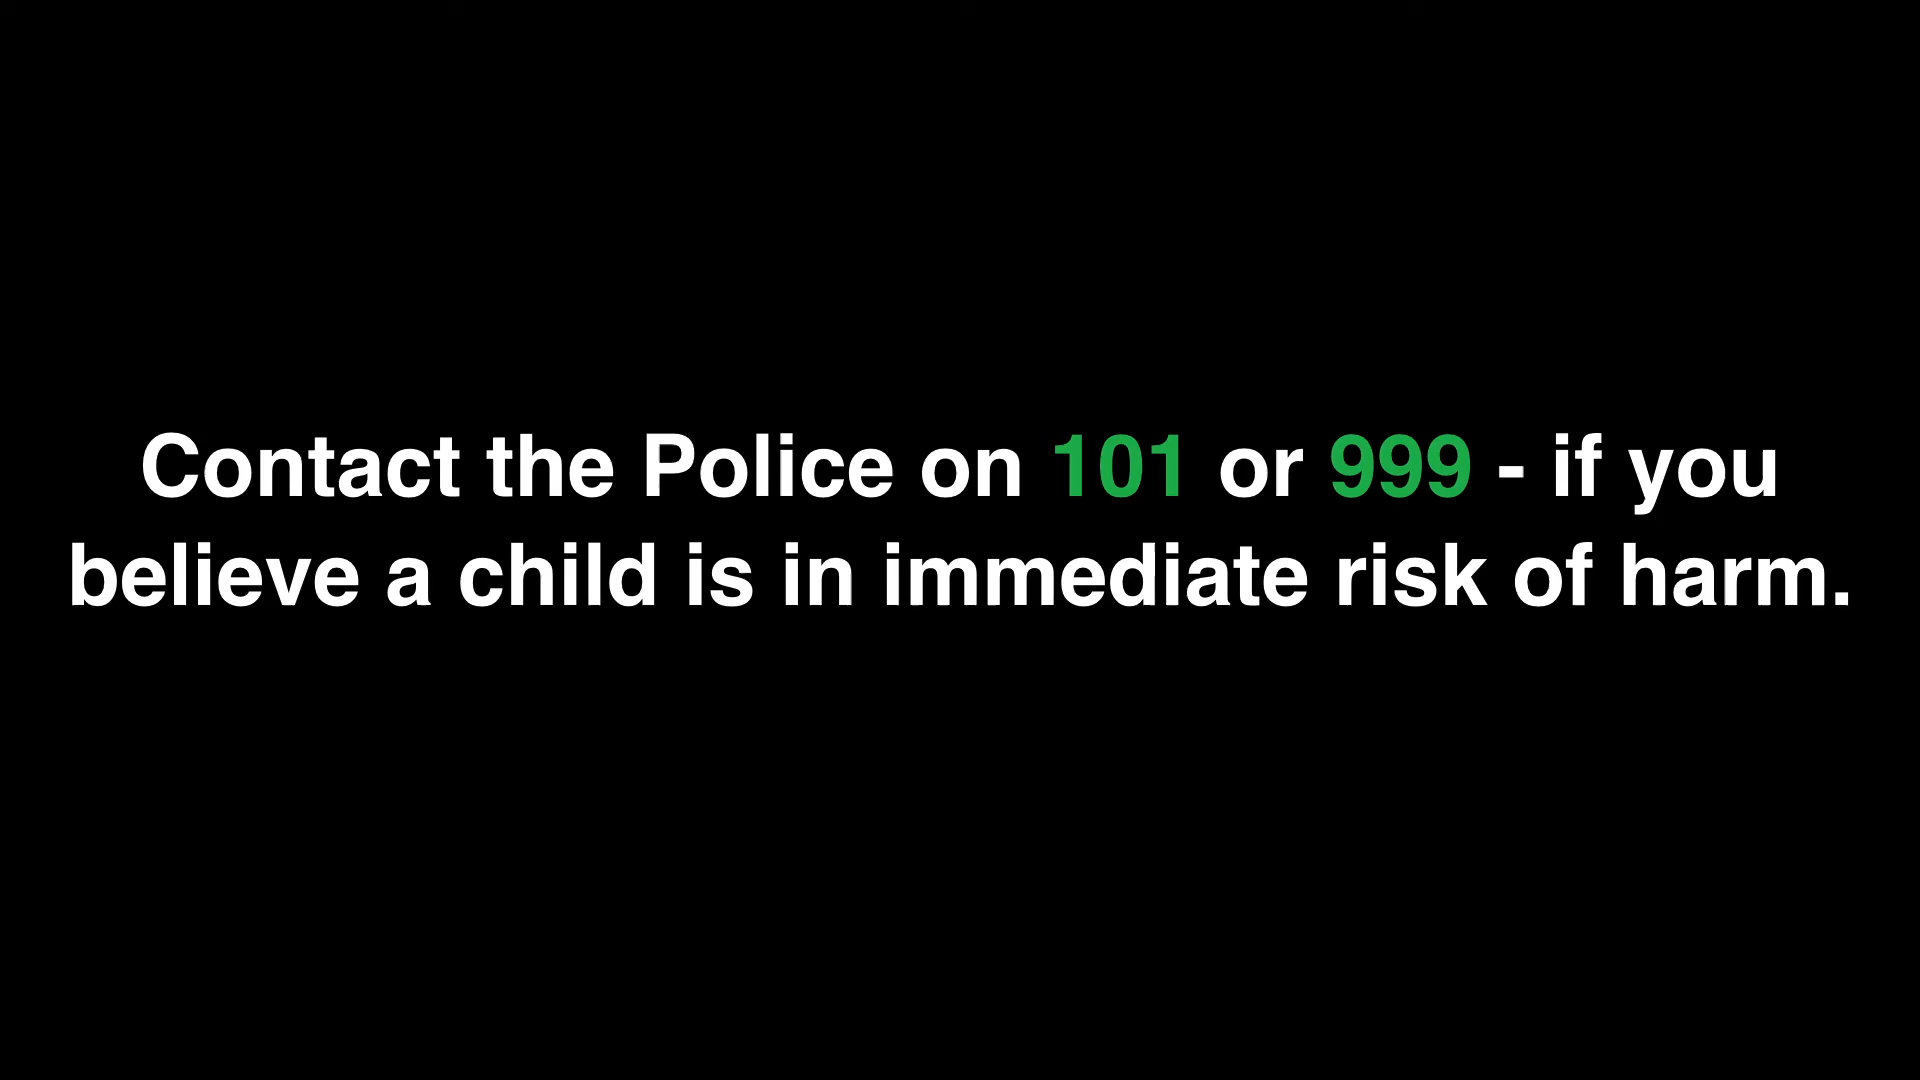 Contact the Police on 101 or 999 - if you
believe a child is in immediate risk of harm.